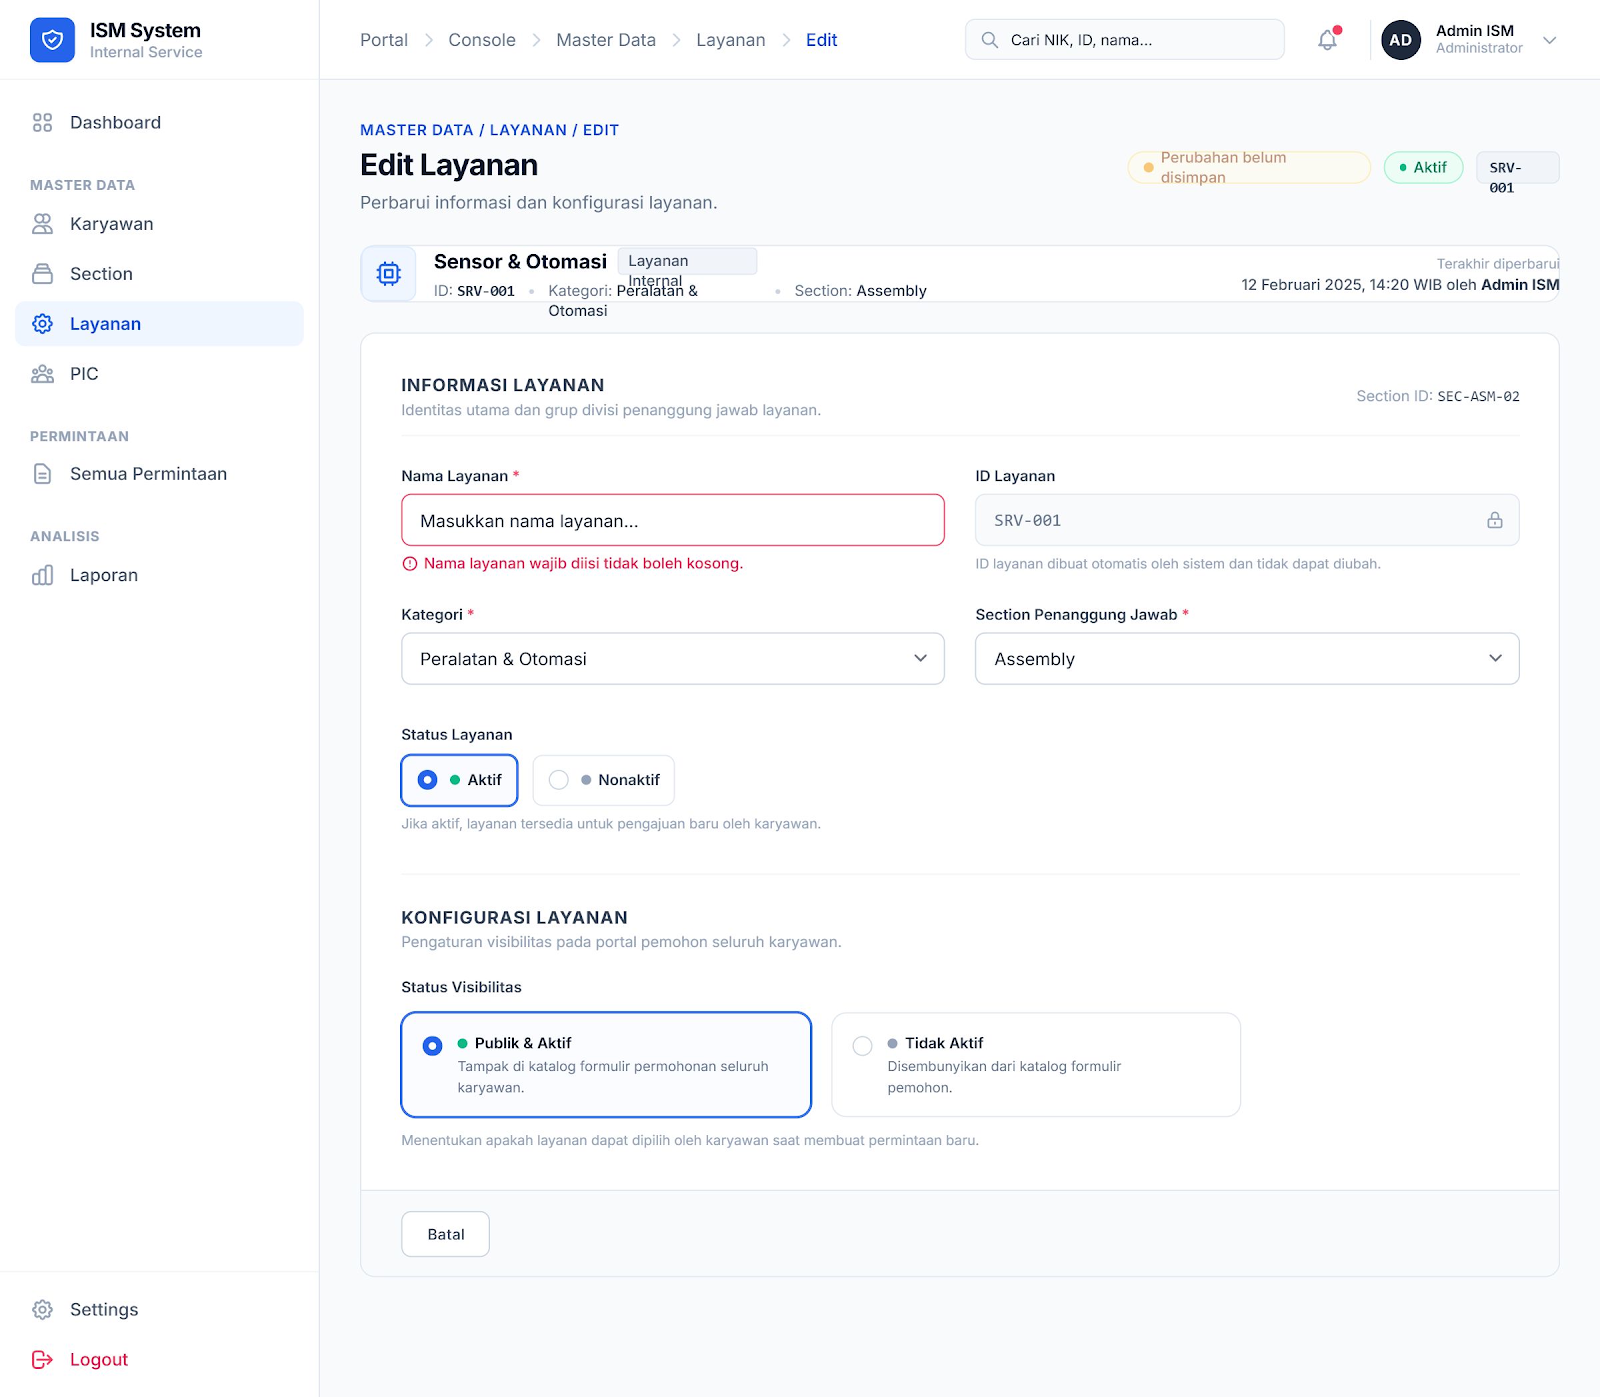 ISM System
Internal Service
Portal
Console
Master Data
Layanan
Edit
Cari NIK, ID, nama...
AD
Admin ISM
Administrator
Dashboard
MASTER DATA
Karyawan
Section
Layanan
PIC
PERMINTAAN
Semua Permintaan
ANALISIS
Laporan
Settings
Logout
MASTER DATA / LAYANAN / EDIT
Edit Layanan
Perbarui informasi dan konfigurasi layanan.
Perubahan belum
disimpan
Aktif
SRV-
001
Sensor & Otomasi
Layanan
Internal
ID: SRV-001
Kategori: Peralatan &
Otomasi
Section: Assembly
Terakhir diperbarui
12 Februari 2025, 14:20 WIB oleh Admin ISM
INFORMASI LAYANAN
Identitas utama dan grup divisi penanggung jawab layanan.
Section ID: SEC-ASM-02
Nama Layanan *
Masukkan nama layanan...
Nama layanan wajib diisi tidak boleh kosong.
ID Layanan
SRV-001
ID layanan dibuat otomatis oleh sistem dan tidak dapat diubah.
Kategori *
Peralatan & Otomasi
Section Penanggung Jawab *
Assembly
Status Layanan
Aktif
Nonaktif
Jika aktif, layanan tersedia untuk pengajuan baru oleh karyawan.
KONFIGURASI LAYANAN
Pengaturan visibilitas pada portal pemohon seluruh karyawan.
Status Visibilitas
Publik & Aktif
Tampak di katalog formulir permohonan seluruh
karyawan.
Tidak Aktif
Disembunyikan dari katalog formulir
pemohon.
Menentukan apakah layanan dapat dipilih oleh karyawan saat membuat permintaan baru.
Batal